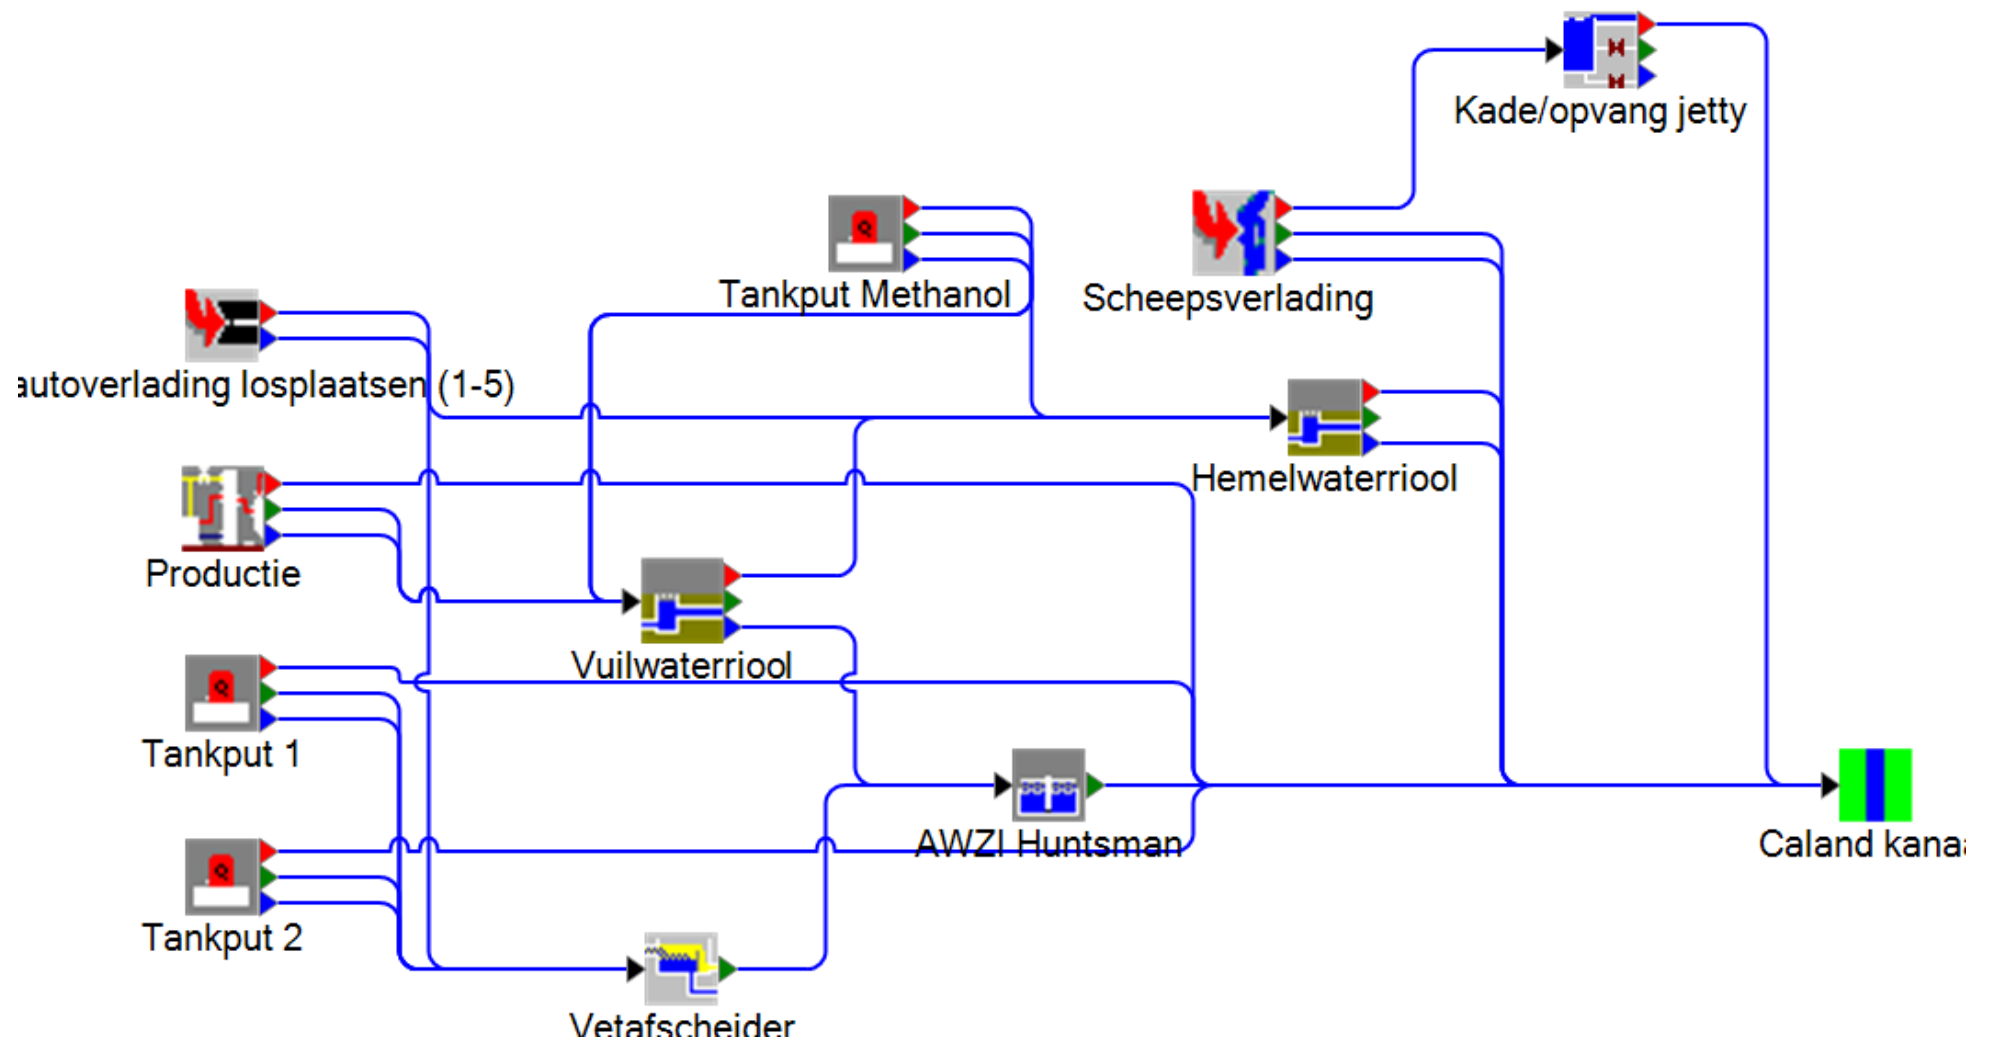 Kade/opvang jetty
Tankput Methanol
Scheepsverlading
autoverlading losplaatsen (1-5)
Hemelwaterriool
Productie
Vuilwaterriool
Tankput 1
AWZI Huntsman
Caland kanaa
Tankput 2
Vetafscheider